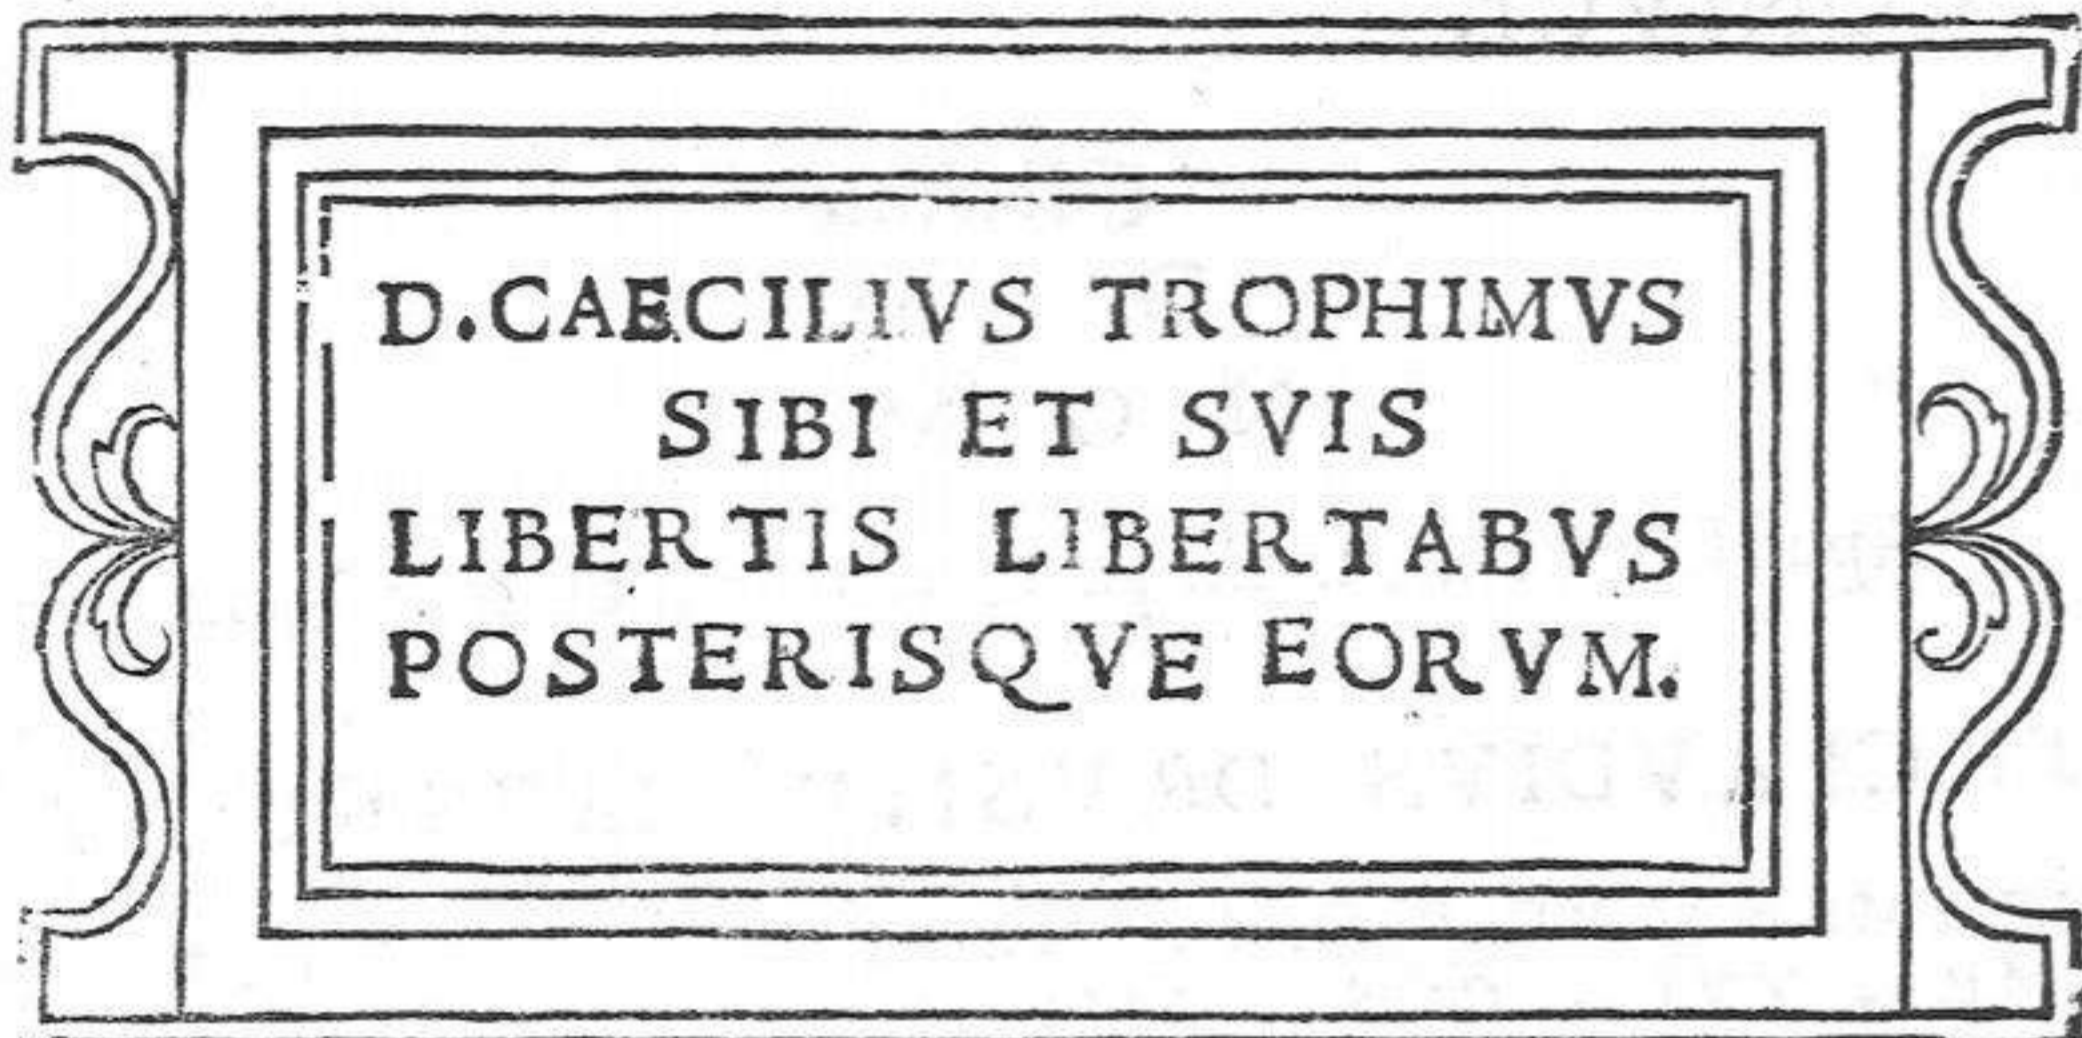 D. CAECILIVS TROPHIMVS
SIBI ET SVIS
LIBERTIS LIBERTABVS
POSTERISQVE EORVM.